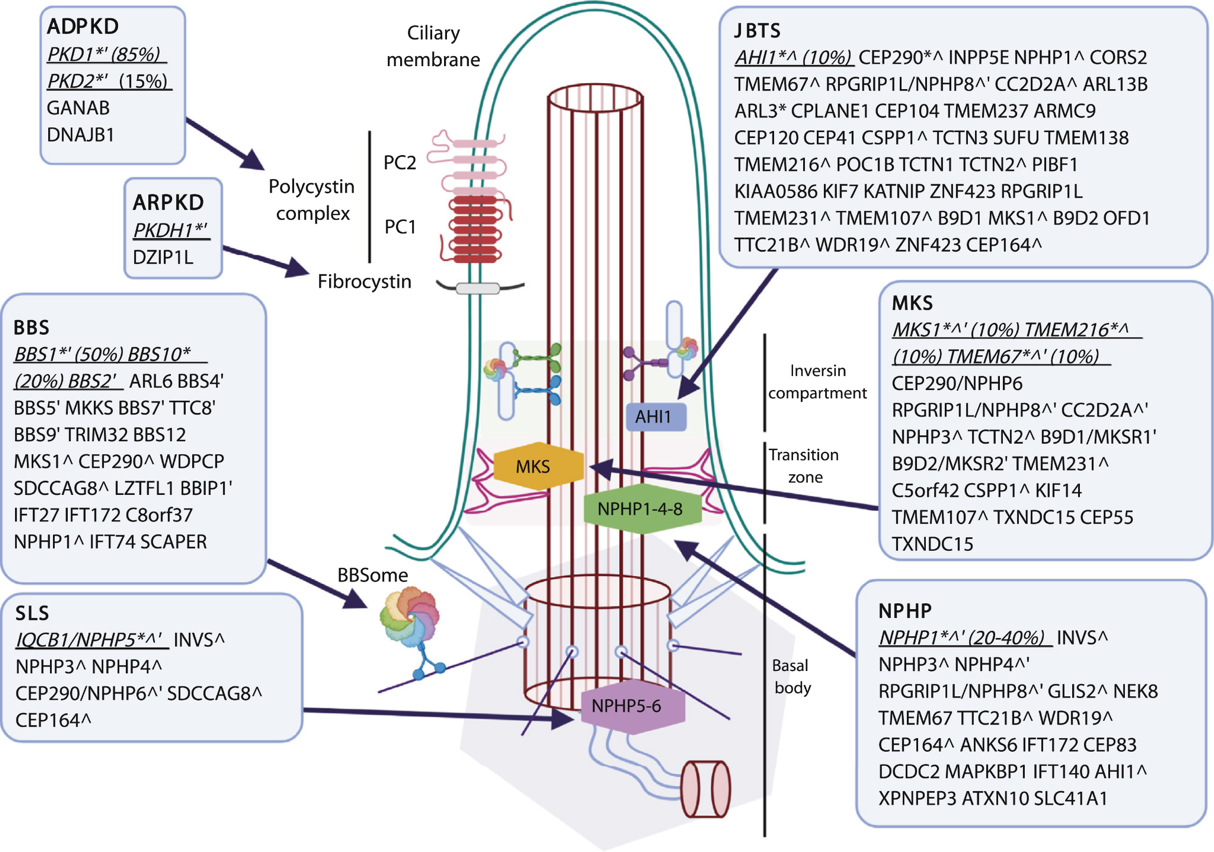 ADPKD
PKD1*' (85%)
PKD2*' (15%)
GANAB
DNAJB1
ARPKD
PKDH1*'
DZIP1L
BBS
BBS1*' (50%) BBS10*
(20%) BBS2' ARL6 BBS4'
BBS5' MKKS BBS7' TTC8'
BBS9' TRIM32 BBS12
MKS1^ CEP290^ WDPCP
SDCCAG8^ LZTFL1 BBIP1'
IFT27 IFT172 C8orf37
NPHP1^ IFT74 SCAPER
SLS
IQCB1/NPHP5*^' INVS^
NPHP3^ NPHP4^
CEP290/NPHP6^' SDCCAG8^
CEP164^
Ciliary
membrane
PC2
Polycystin
complex
PC1
Fibrocystin
AHI1
MKS
NPHP1-4-8
BBSome
NPHP5-6
Inversin
compartment
Transition
zone
Basal
body
JBTS
AHI1*^ (10%) CEP290*^ INPP5E NPHP1^ CORS2
TMEM67^ RPGRIP1L/NPHP8^' CC2D2A^ ARL13B
ARL3* CPLANE1 CEP104 TMEM237 ARMC9
CEP120 CEP41 CSPP1^ TCTN3 SUFU TMEM138
TMEM216^ POC1B TCTN1 TCTN2^ PIBF1
KIAA0586 KIF7 KATNIP ZNF423 RPGRIP1L
TMEM231^ TMEM107^ B9D1 MKS1^ B9D2 OFD1
TTC21B^ WDR19^ ZNF423 CEP164^
MKS
MKS1*^' (10%) TMEM216*^
(10%) TMEM67*^' (10%)
CEP290/NPHP6
RPGRIP1L/NPHP8^' CC2D2A^'
NPHP3^ TCTN2^ B9D1/MKSR1'
B9D2/MKSR2' TMEM231^
C5orf42 CSPP1^ KIF14
TMEM107^ TXNDC15 CEP55
TXNDC15
NPHP
NPHP1*^' (20-40%) INVS^
NPHP3^ NPHP4^'
RPGRIP1L/NPHP8^' GLIS2^ NEK8
TMEM67 TTC21B^ WDR19^
CEP164^ ANKS6 IFT172 CEP83
DCDC2 MAPKBP1 IFT140 AHI1^
XPNPEP3 ATXN10 SLC41A1